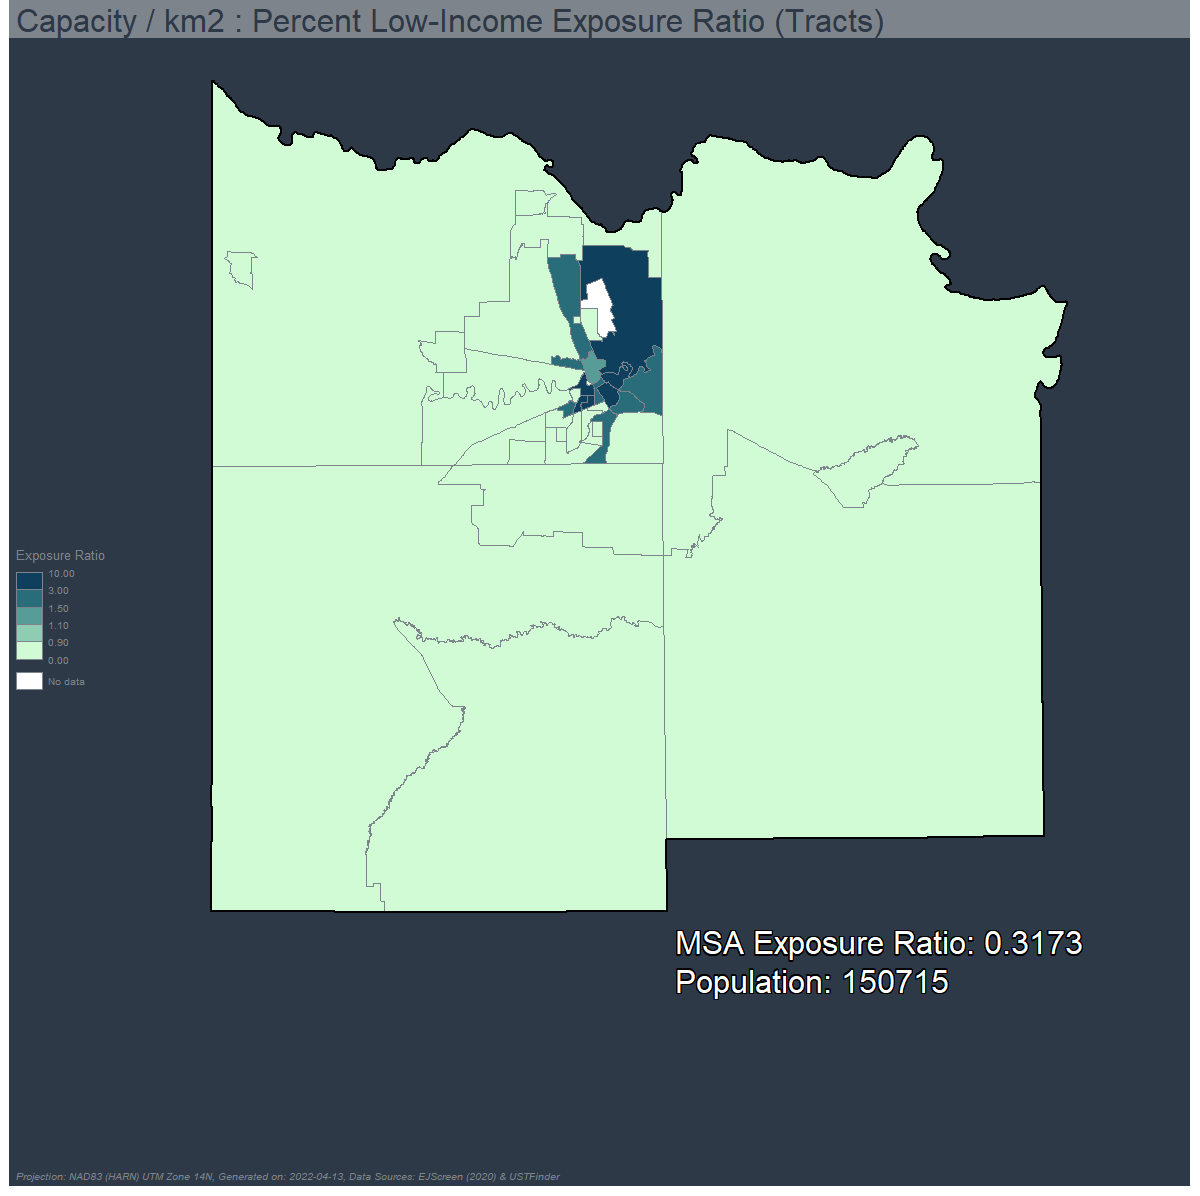 Capacity / km2 : Percent Low-Income Exposure Ratio (Tracts)
Exposure Ratio
10.00
3.00
1.50
1.10
0.90
0.00
No data
MSA Exposure Ratio: 0.3173
Population: 150715
Projection: NAD83 (HARN) UTM Zone 14N, Generated on: 2022-04-13, Data Sources: EJScreen (2020) & USTFinder